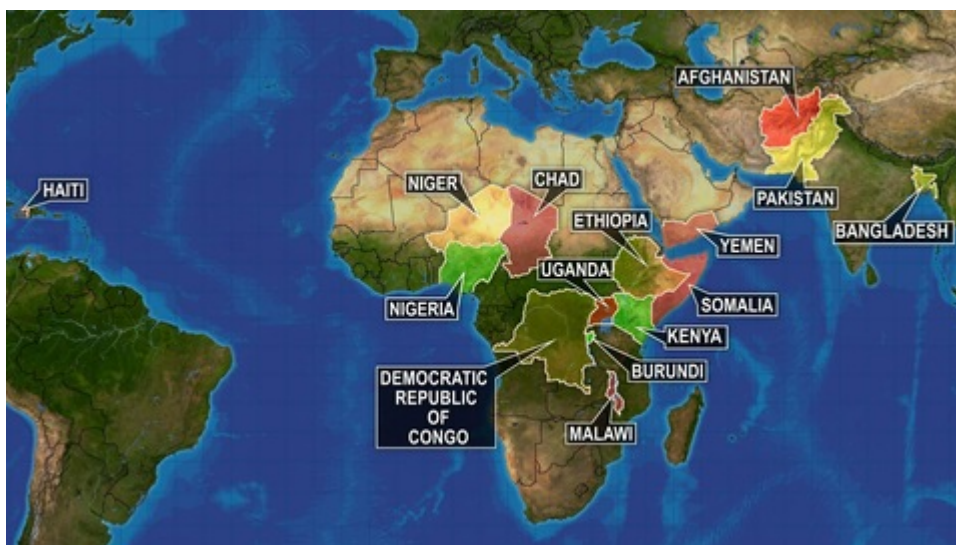 AFGHANISTAN
HAITI
NIGER
CHAD
PAKISTAN
ETHIOPIA
BANGLADESH
YEMEN
UGANDA
NIGERIA
SOMALIA
KENYA
BURUNDI
DEMOCRATIC
REPUBLIC
OF
CONGO
MALAWI